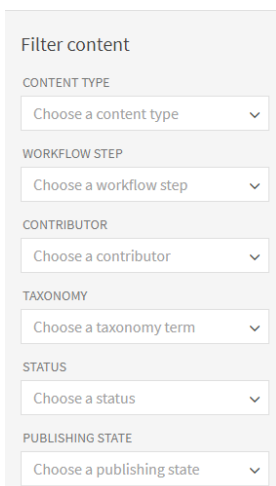 Filter content
CONTENT TYPE
Choose a content type
WORKFLOW STEP
Choose a workflow step
CONTRIBUTOR
Choose a contributor
TAXONOMY
Choose a taxonomy term
STATUS
Choose a status
PUBLISHING STATE
Choose a publishing state